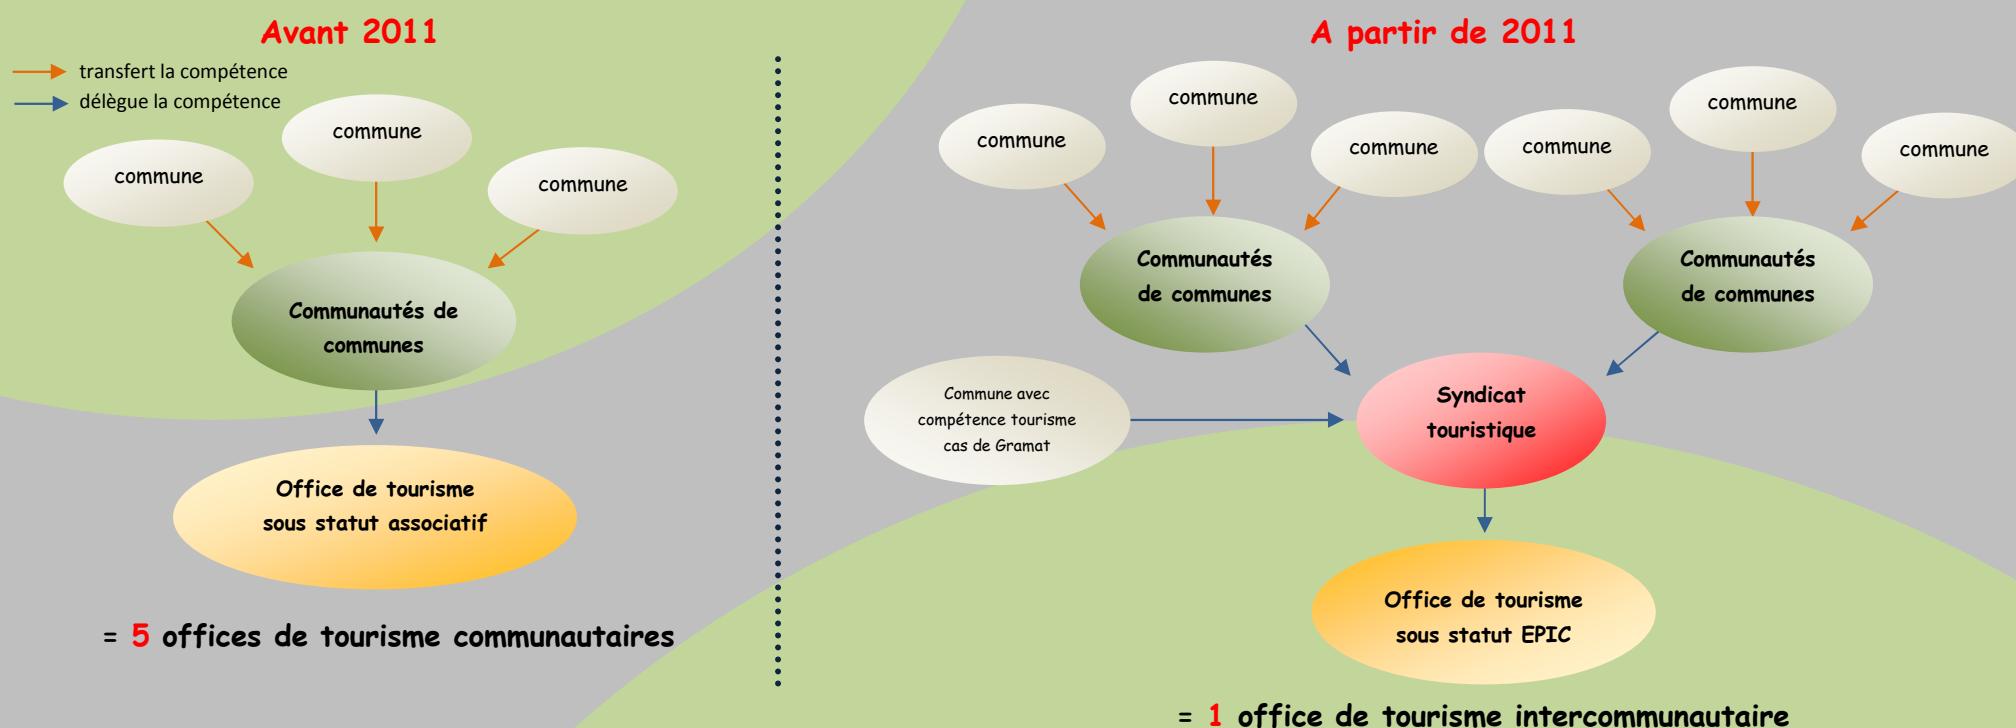 Avant 2011
transfert la compétence
délègue la compétence
commune
commune
commune
Communautés de
communes
Office de tourisme
sous statut associatif
= 5 offices de tourisme communautaires
A partir de 2011
commune
commune
commune
commune
commune
commune
Communautés
de communes
Communautés
de communes
Commune avec
compétence tourisme
cas de Gramat
Syndicat
touristique
Office de tourisme
sous statut EPIC
= 1 office de tourisme intercommunautaire